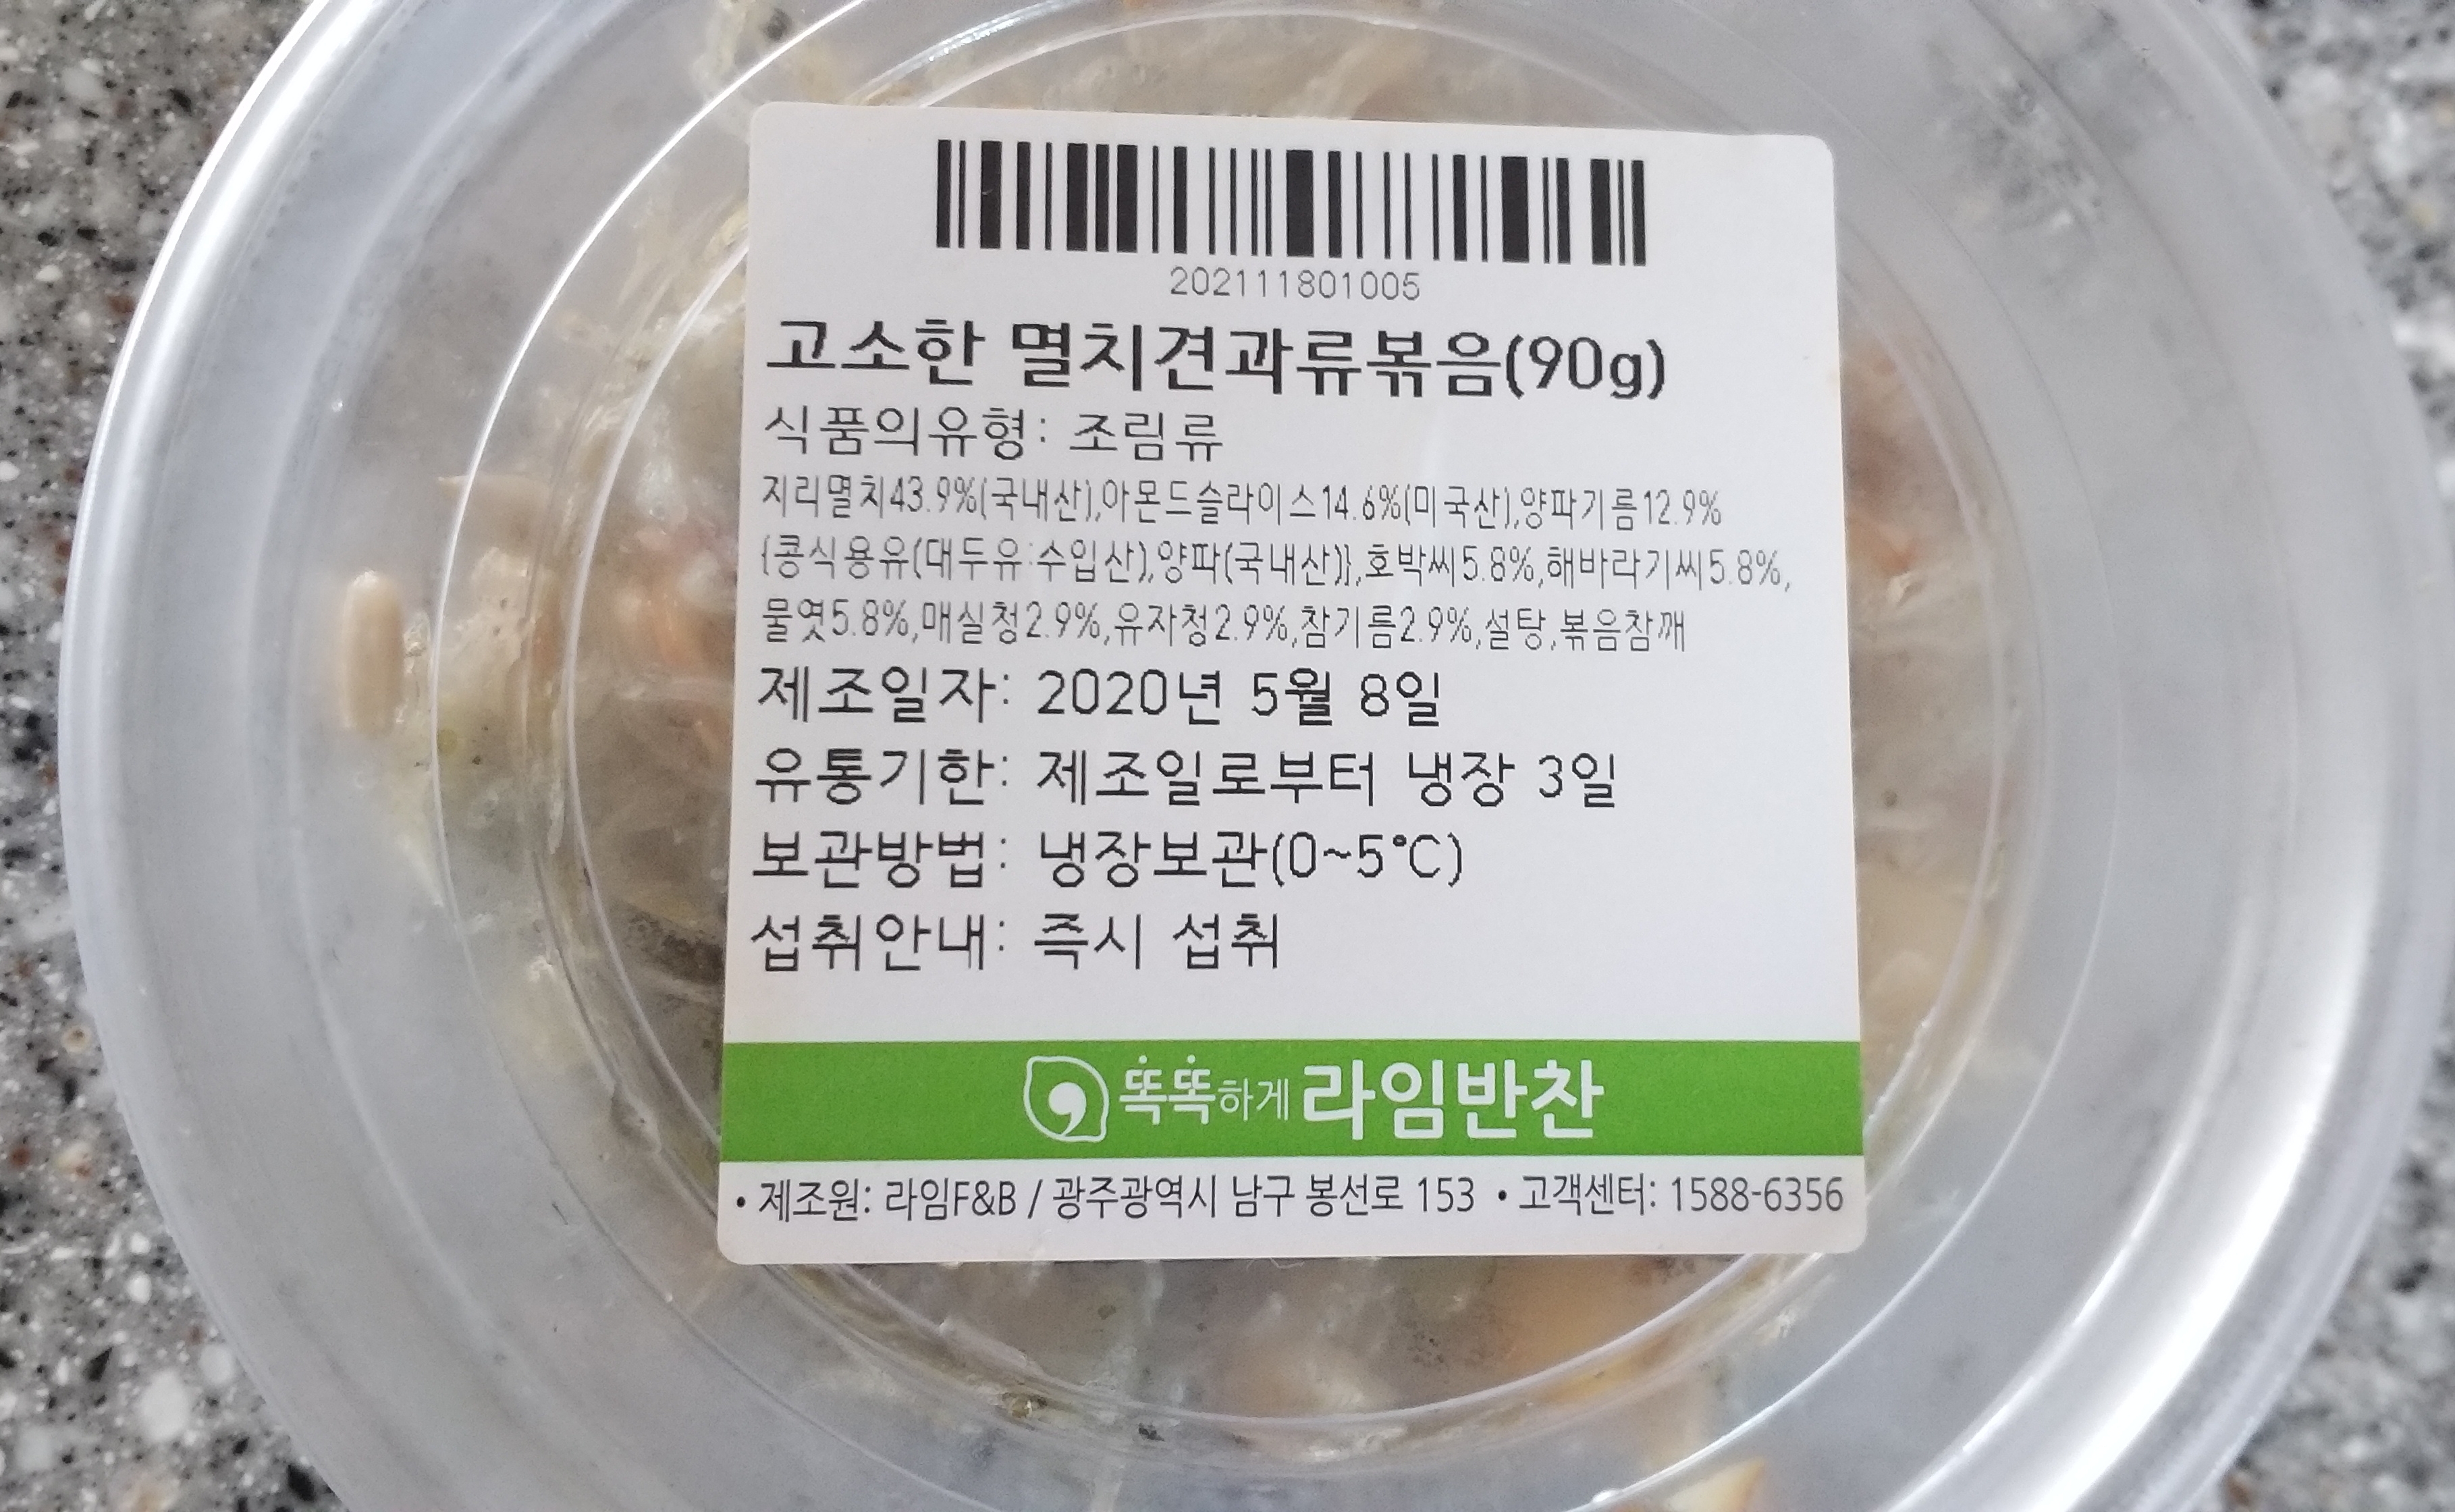 202111801005
고소한 멸치견과류볶음(90g)
식품의유형: 조림류
지리멸치43.9%(국내산),아몬드슬라이스14.6%(미국산),양파기름12.9%
{콩식용유(대두유:수입산),양파(국내산)},호박씨5.8%,해바라기씨5.8%,
물엿5.8%,매실청2.9%,유자청2.9%,참기름2.9%,설탕,볶음참깨
제조일자: 2020년 5월 8일
유통기한: 제조일로부터 냉장 3일
보관방법: 냉장보관(0~5℃)
섭취안내: 즉시 섭취
똑똑하게 라임반찬
• 제조원: 라임F&B / 광주광역시 남구 봉선로 153 • 고객센터: 1588-6356